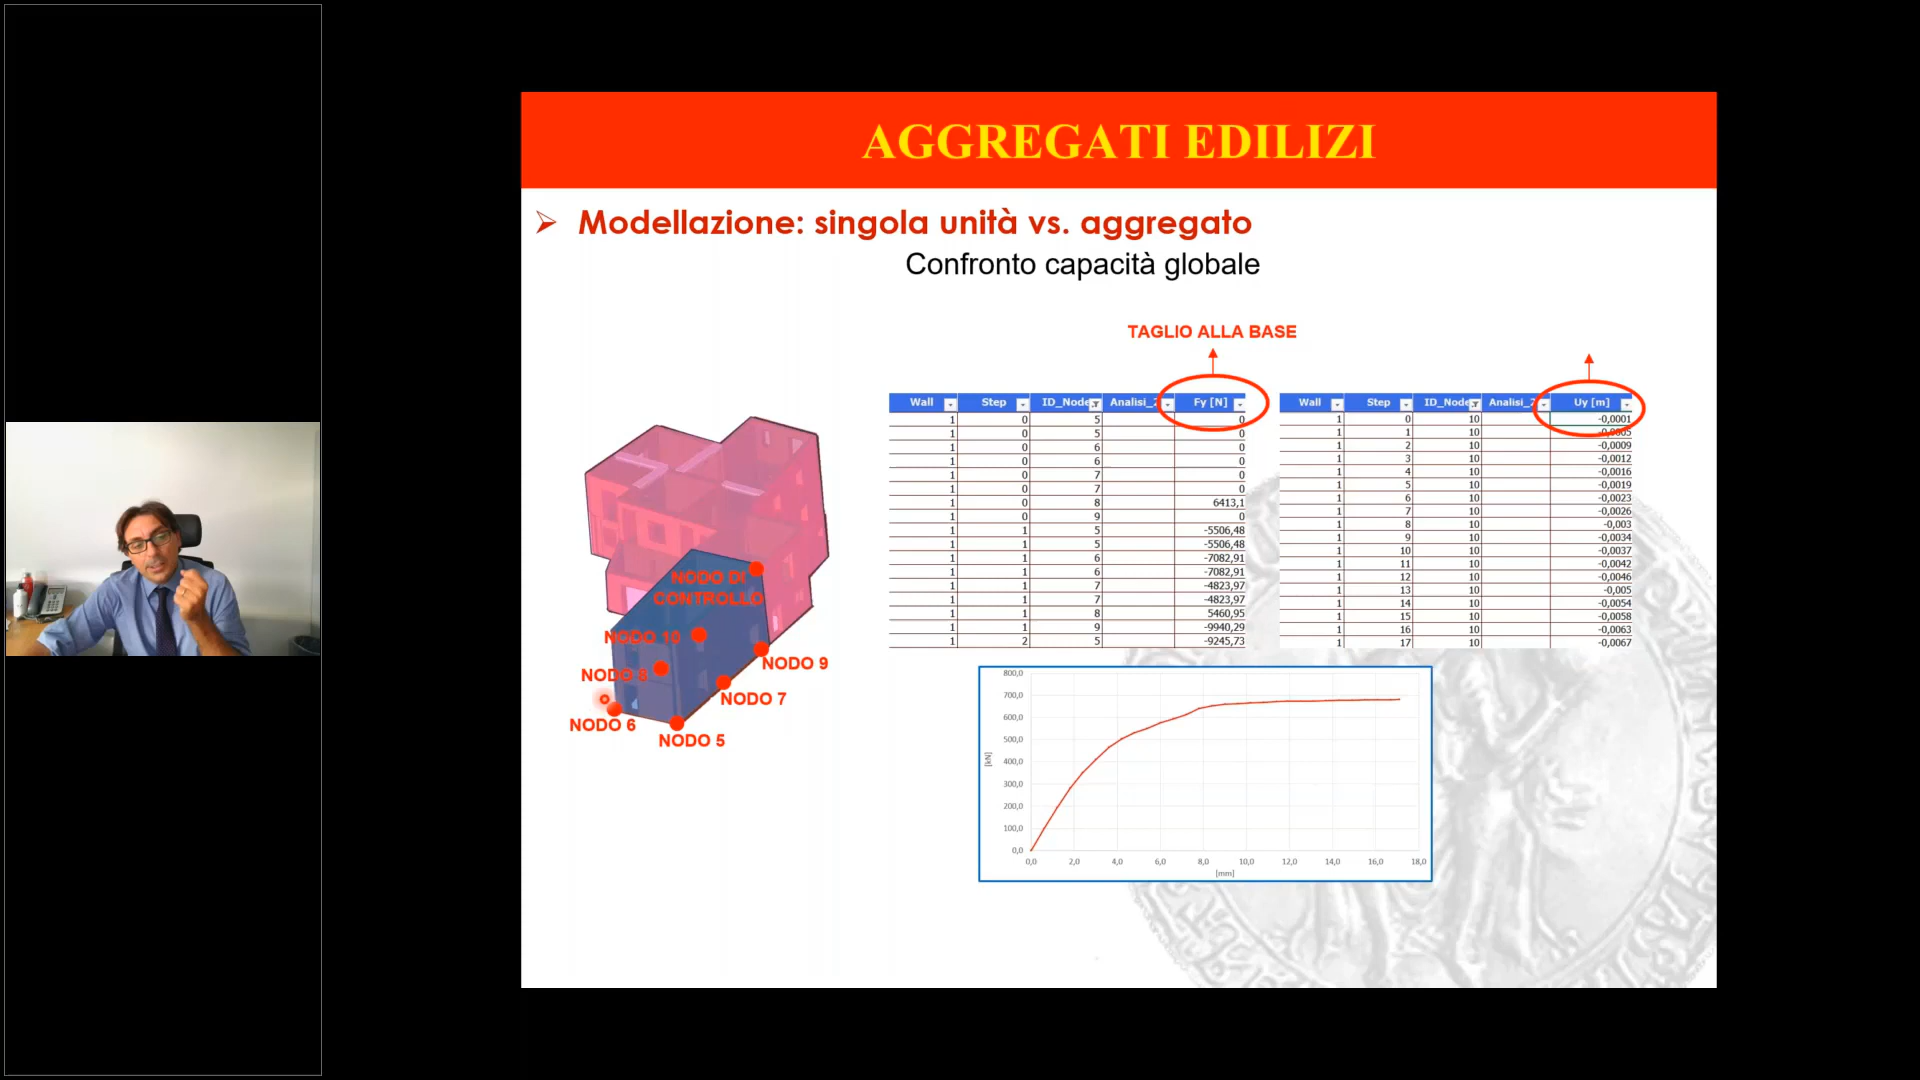 AGGREGATI EDILIZI
Modellazione: singola unità vs. aggregato
Confronto capacità globale
TAGLIO ALLA BASE
NODO DI
CONTROLLO
NODO 10
NODO 8
NODO 9
NODO 7
NODO 6
NODO 5
Wall Step ID_Node Analisi_2 Fy [N]
1 0 5 0
1 0 5 0
1 0 6 0
1 0 6 0
1 0 7 0
1 0 7 0
1 0 8 6413,1
1 0 9 0
1 1 5 -5506,48
1 1 5 -5506,48
1 1 6 -7082,91
1 1 6 -7082,91
1 1 7 -4823,97
1 1 7 -4823,97
1 1 8 5460,95
1 1 9 -9940,29
1 2 5 -9245,73
Wall Step ID_Node Analisi_2 Uy [m]
1 0 10 -0,0001
1 1 10 -0,0005
1 2 10 -0,0009
1 3 10 -0,0012
1 4 10 -0,0016
1 5 10 -0,0019
1 6 10 -0,0023
1 7 10 -0,0026
1 8 10 -0,003
1 9 10 -0,0034
1 10 10 -0,0037
1 11 10 -0,0042
1 12 10 -0,0046
1 13 10 -0,005
1 14 10 -0,0054
1 15 10 -0,0058
1 16 10 -0,0063
1 17 10 -0,0067
800,0
700,0
600,0
500,0
400,0
300,0
200,0
100,0
0,0
[kN]
0,0 2,0 4,0 6,0 8,0 10,0 12,0 14,0 16,0 18,0
[mm]